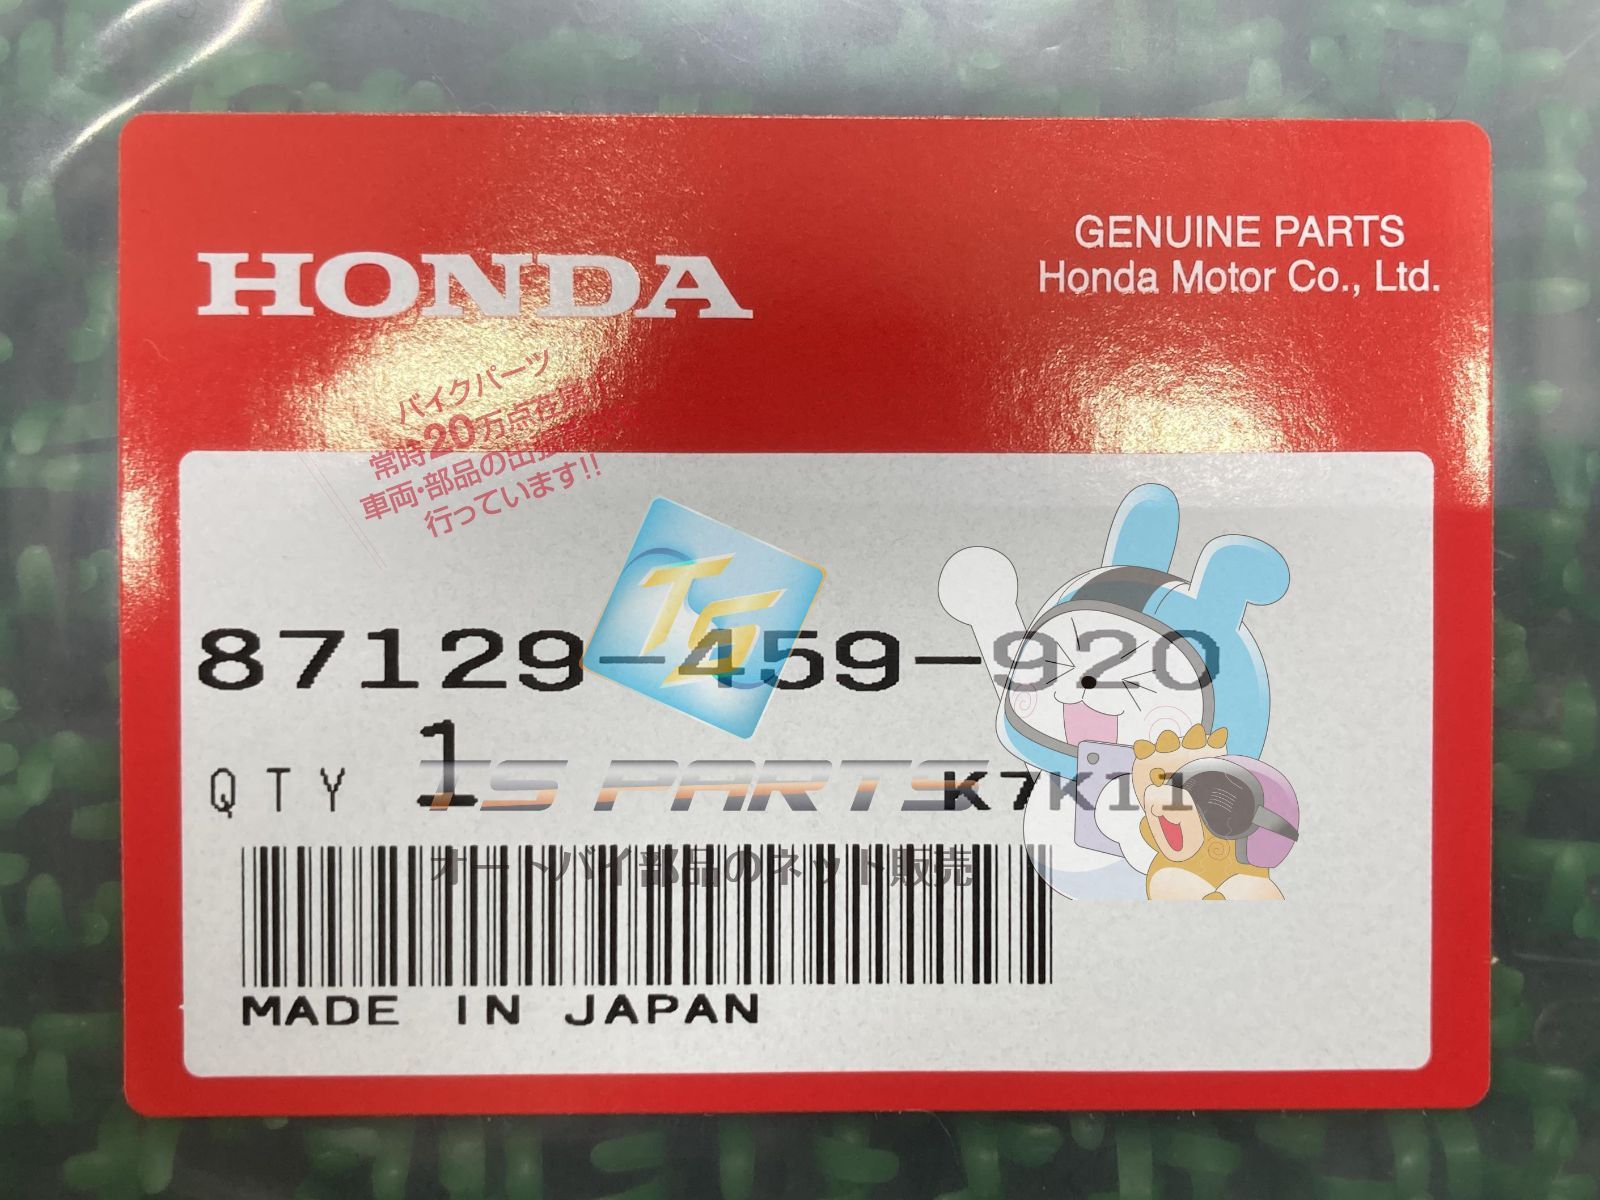 HONDA
GENUINE PARTS
Honda Motor Co., Ltd.
バイクパーツ
常時20万点在
車両・部品の出張
行っています!!
TS
87129-459-920
QTY 1
TS PARTS
K7K11
オートバイ部品のネット販売
MADE IN JAPAN